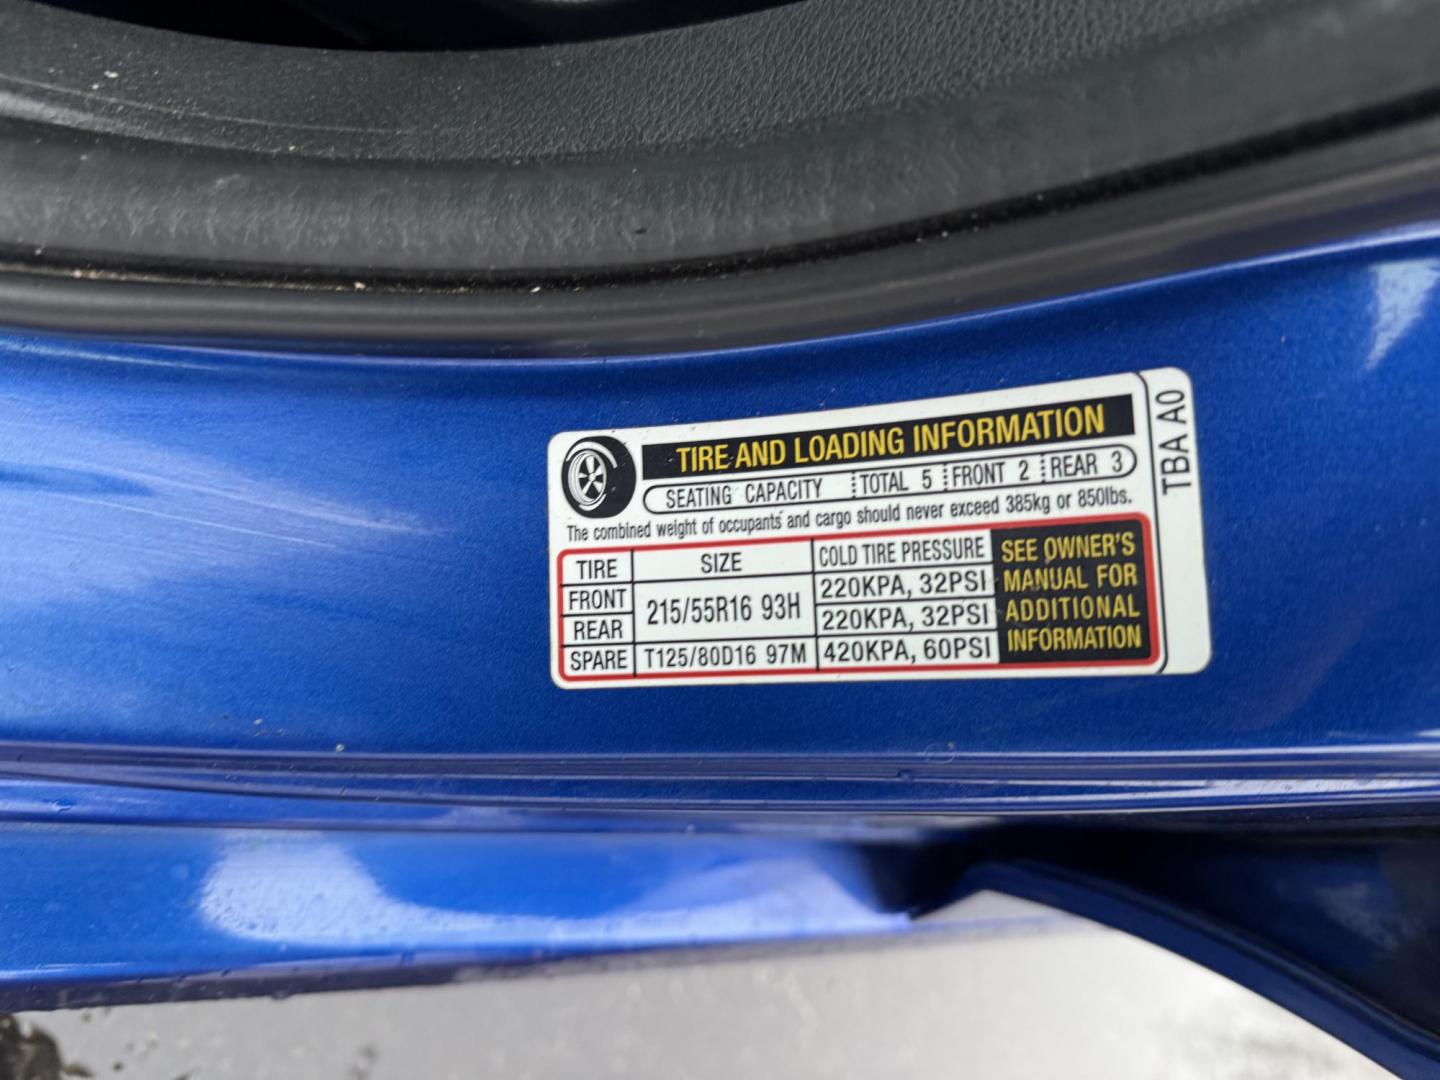 TIRE AND LOADING INFORMATION
SEATING CAPACITY TOTAL 5 FRONT 2 REAR 3
The combined weight of occupants and cargo should never exceed 385kg or 850lbs.
TIRE SIZE COLD TIRE PRESSURE
FRONT 215/55R16 93H 220KPA, 32PSI
REAR 220KPA, 32PSI
SPARE T125/80D16 97M 420KPA, 60PSI
SEE OWNER'S
MANUAL FOR
ADDITIONAL
INFORMATION
TBA A0